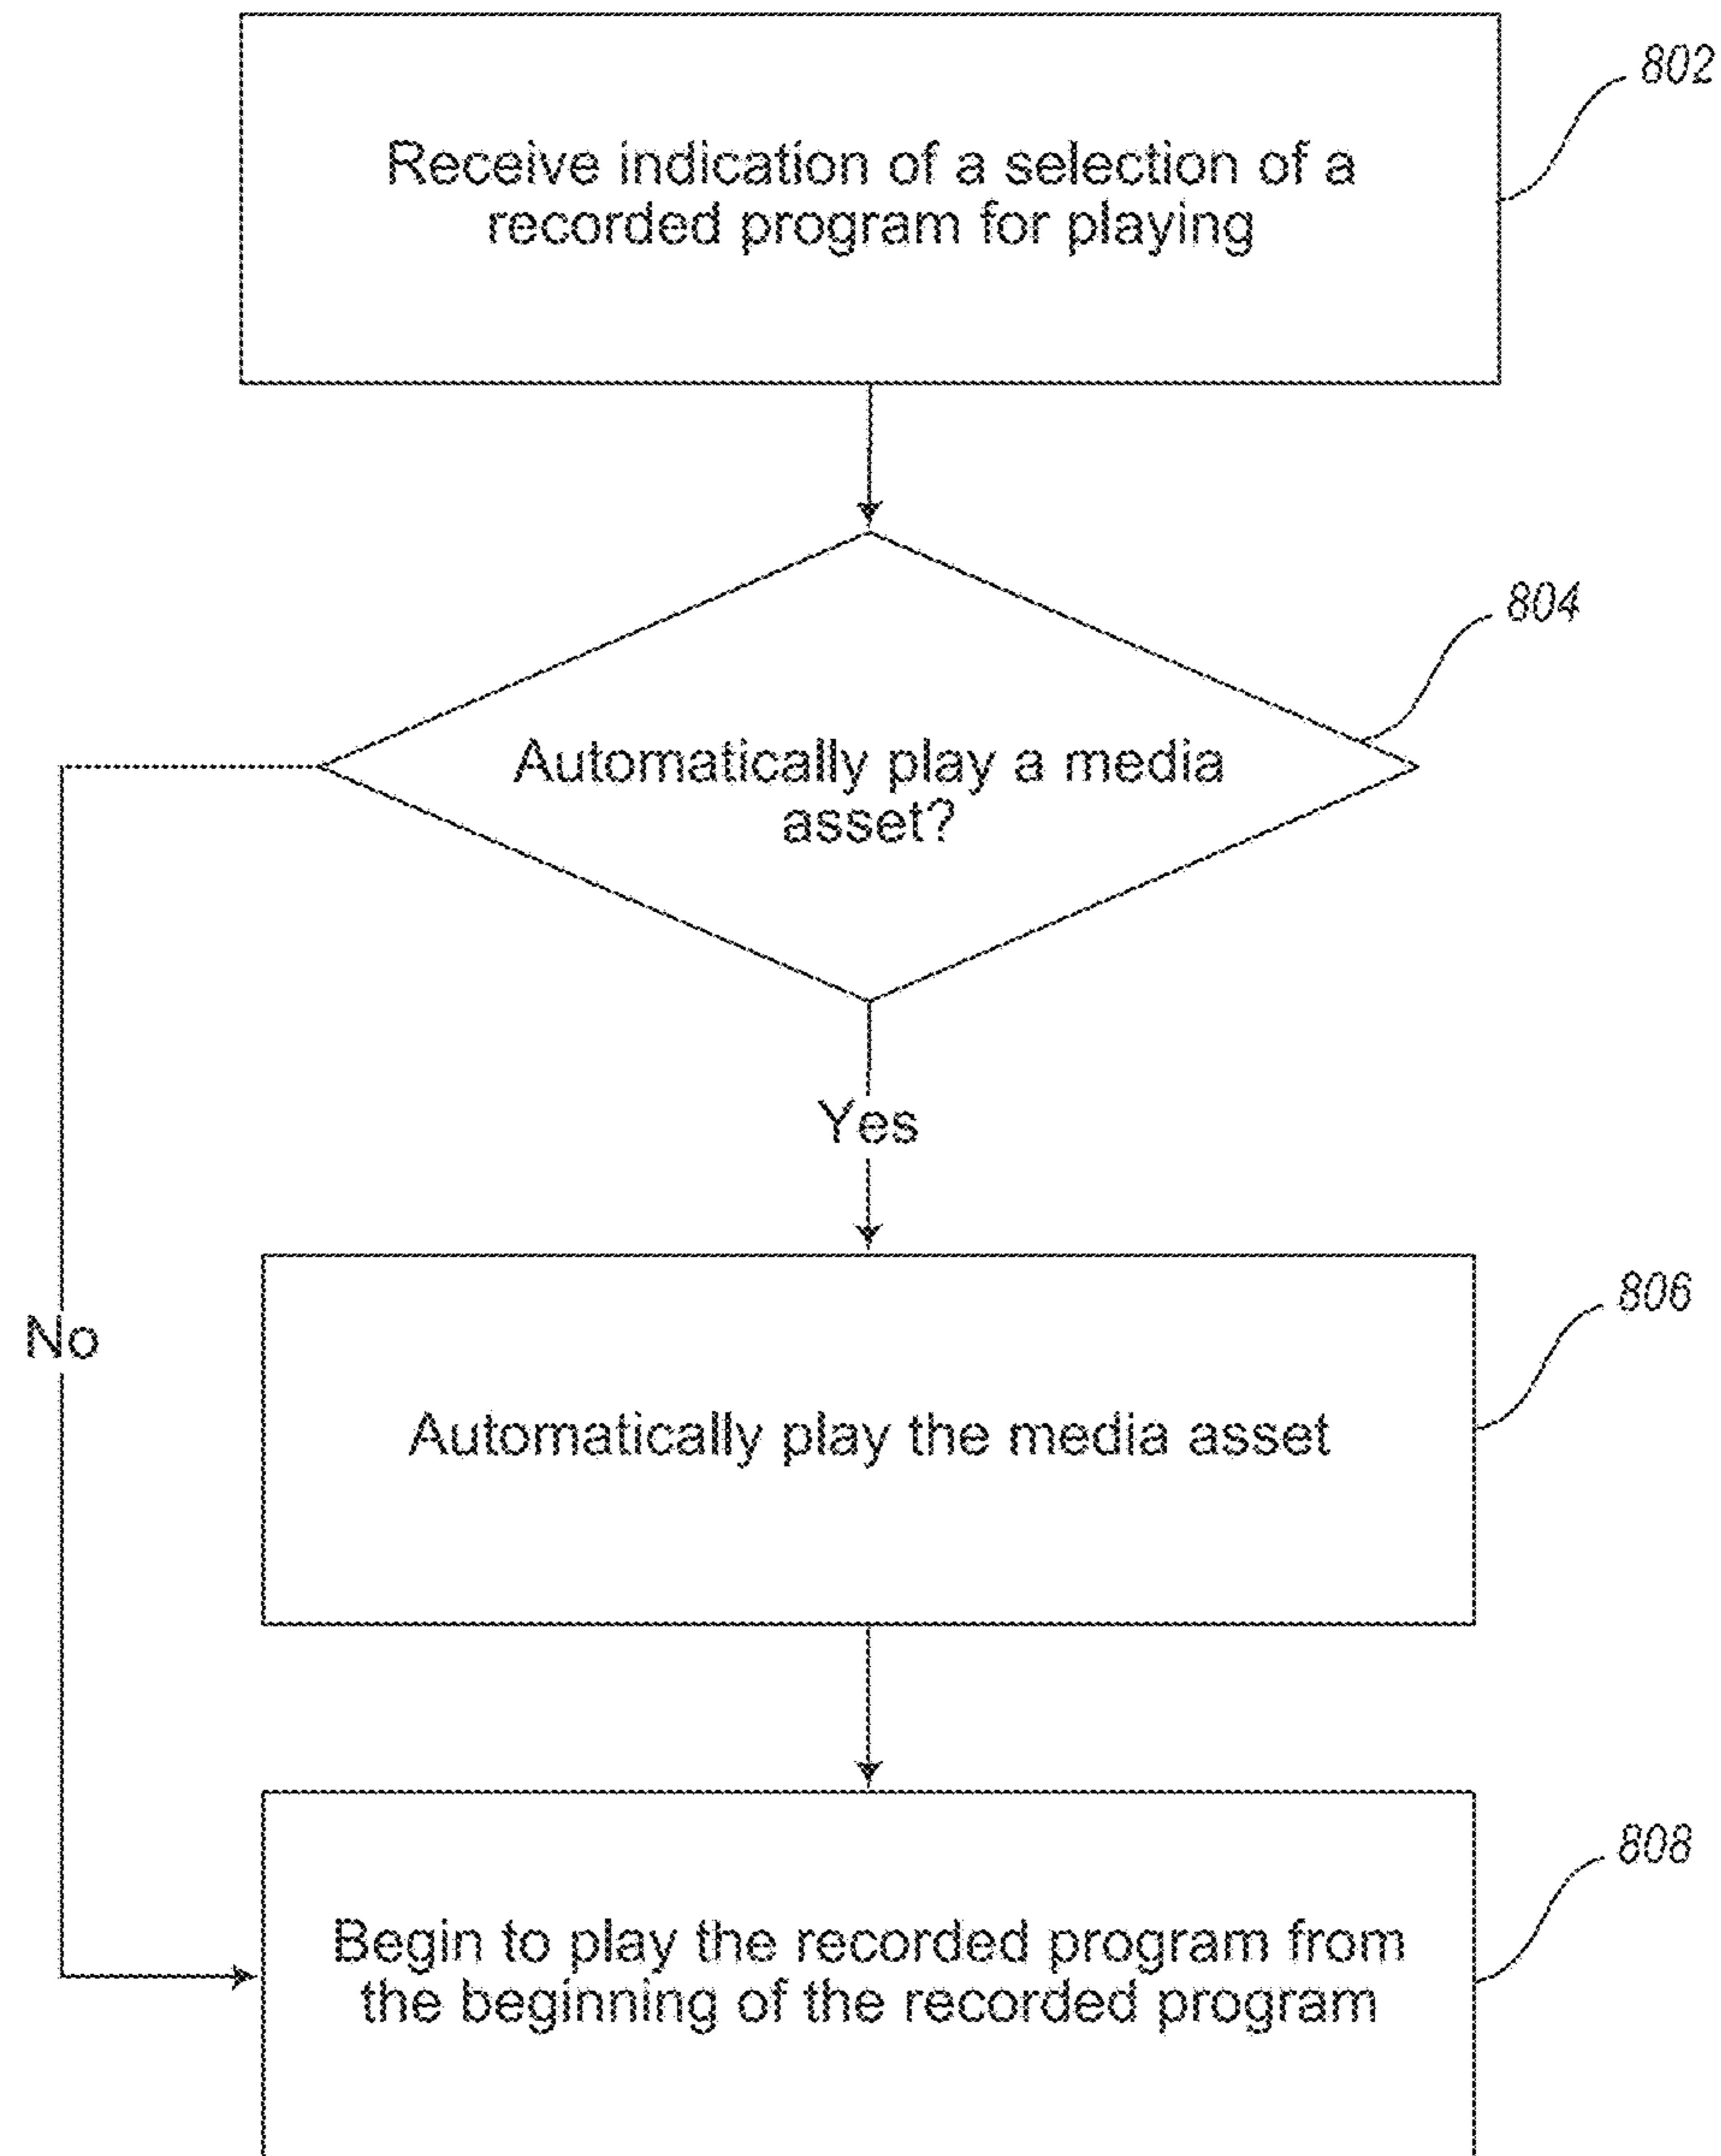 802
Receive indication of a selection of a
recorded program for playing
804
Automatically play a media
asset?
Yes
No
806
Automatically play the media asset
808
Begin to play the recorded program from
the beginning of the recorded program